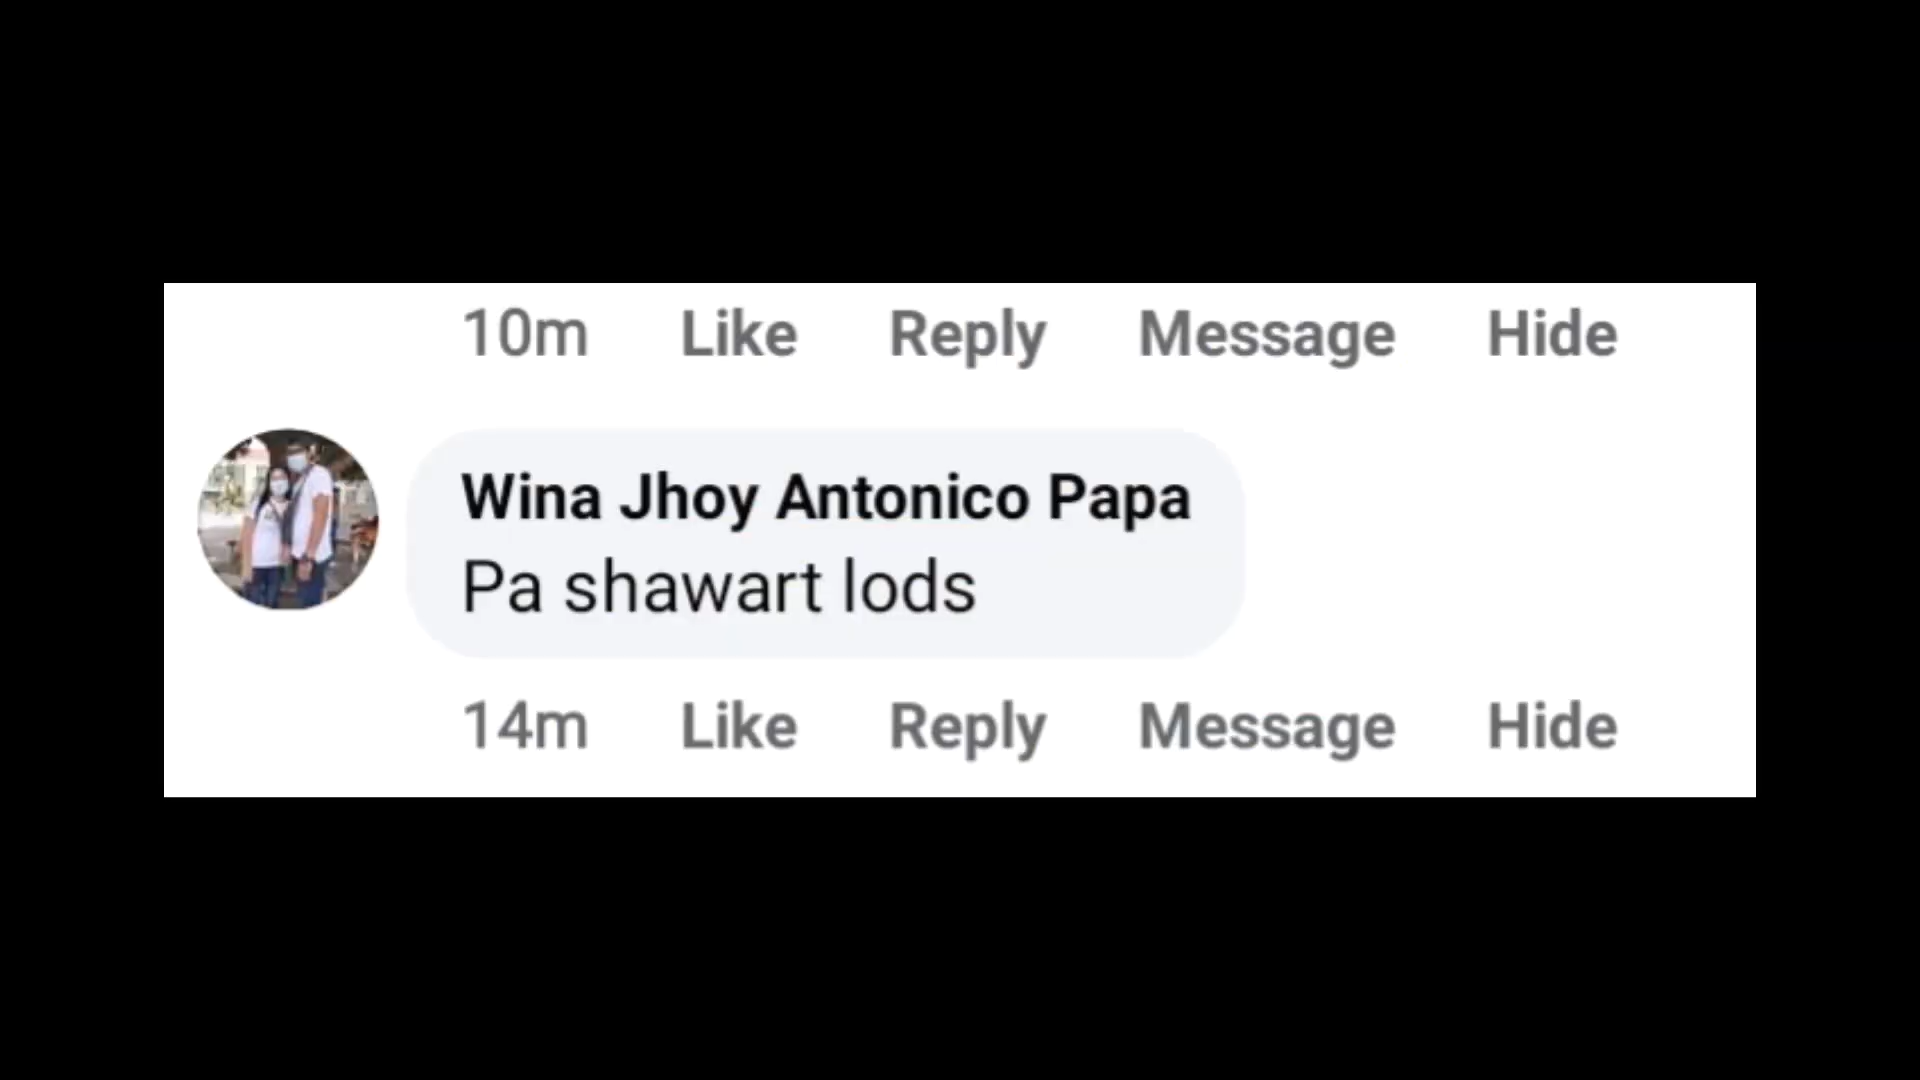 10m Like Reply Message Hide
Wina Jhoy Antonico Papa
Pa shawart lods
14m Like Reply Message Hide